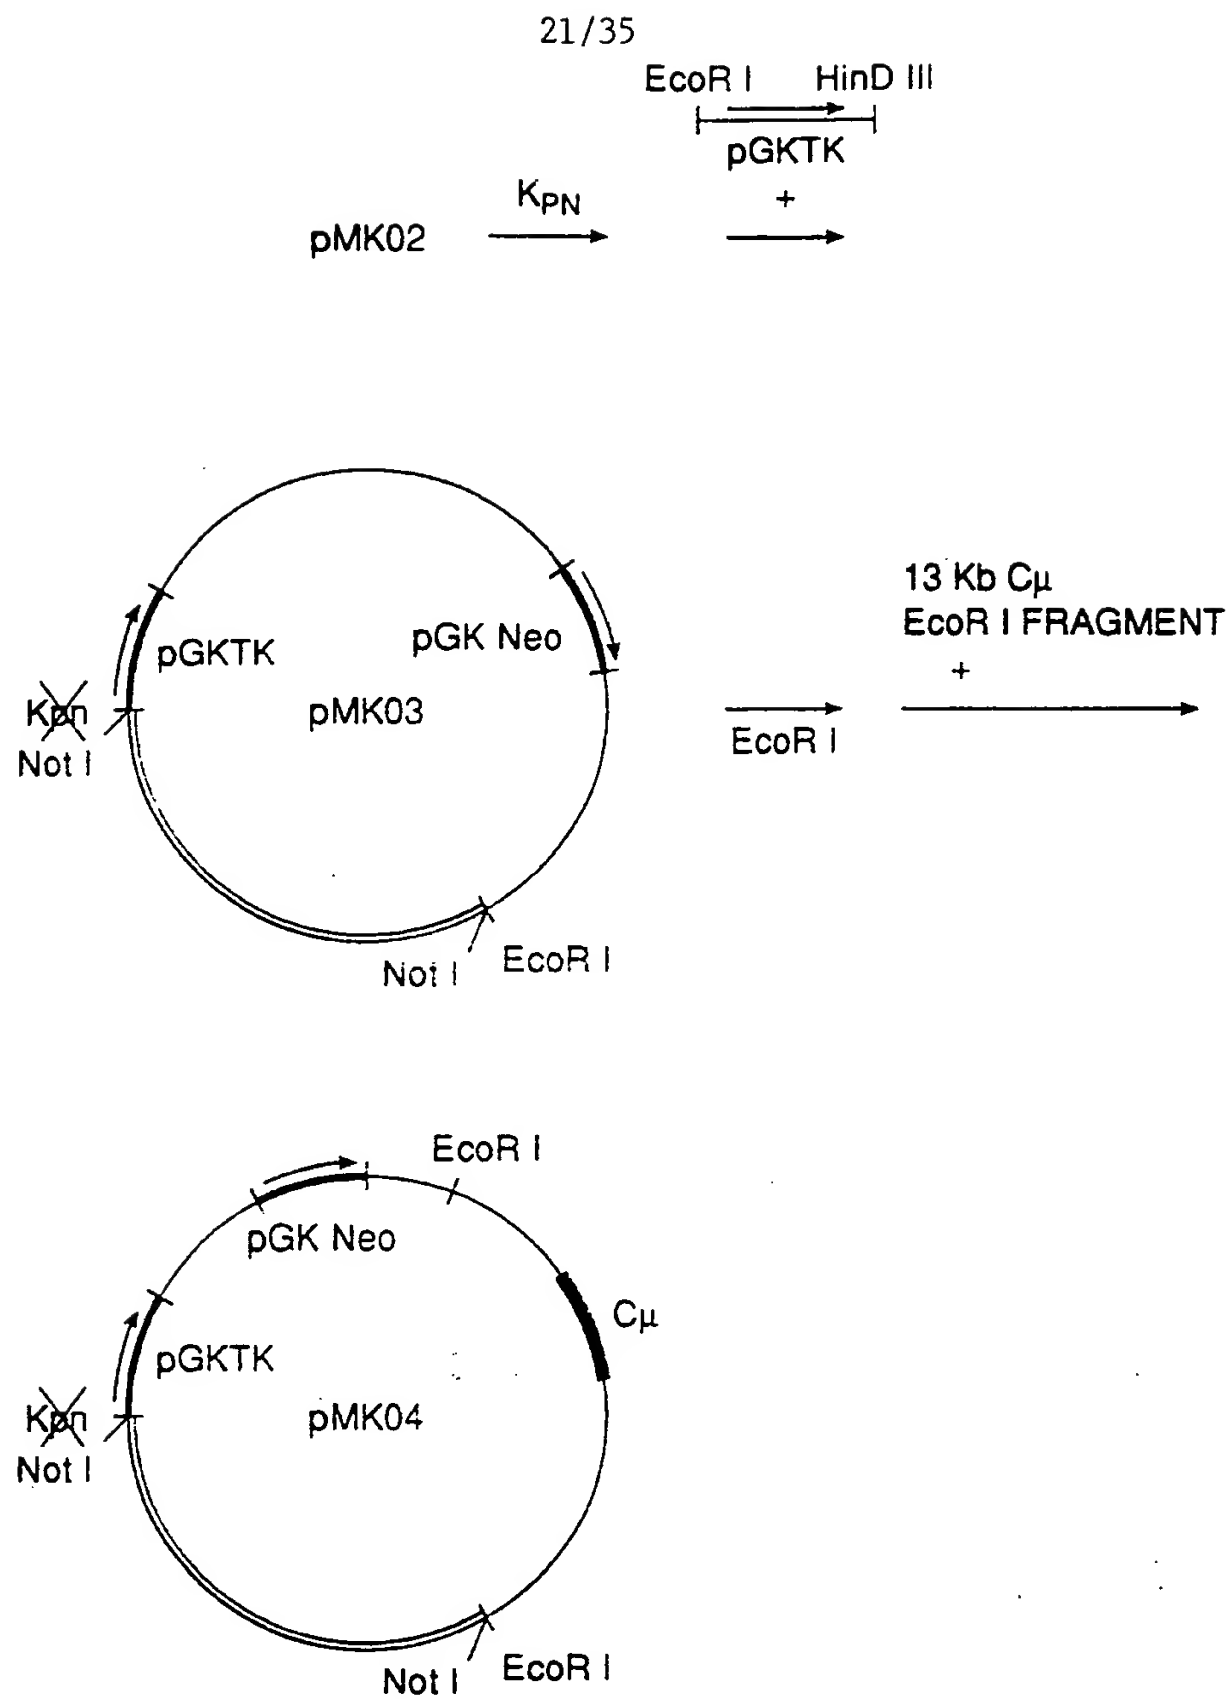 21/35
EcoR I HinD III
pGKTK
KPN
+
pMK02
13 Kb Cμ
EcoR I FRAGMENT
+
pGKTK
pGK Neo
Kpn
pMK03
Not I
EcoR I
Not I
EcoR I
EcoR I
pGK Neo
Cμ
pGKTK
Kpn
pMK04
Not I
Not I
EcoR I